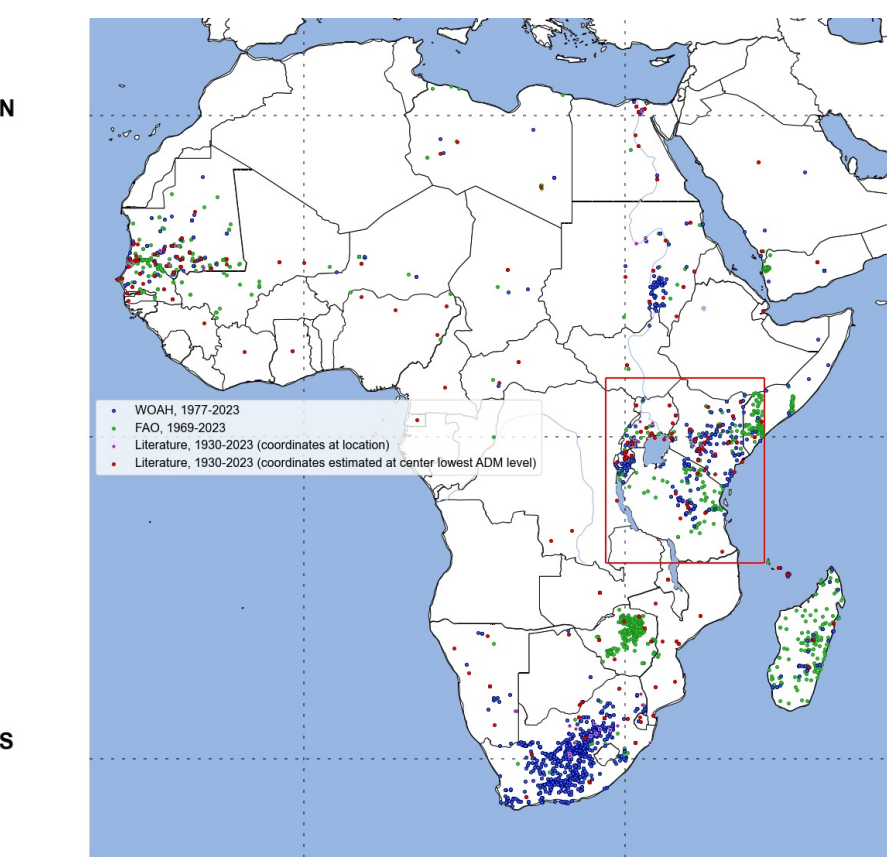 N
WOAH, 1977-2023
FAO, 1969-2023
Literature, 1930-2023 (coordinates at location)
Literature, 1930-2023 (coordinates estimated at center lowest ADM level)
S